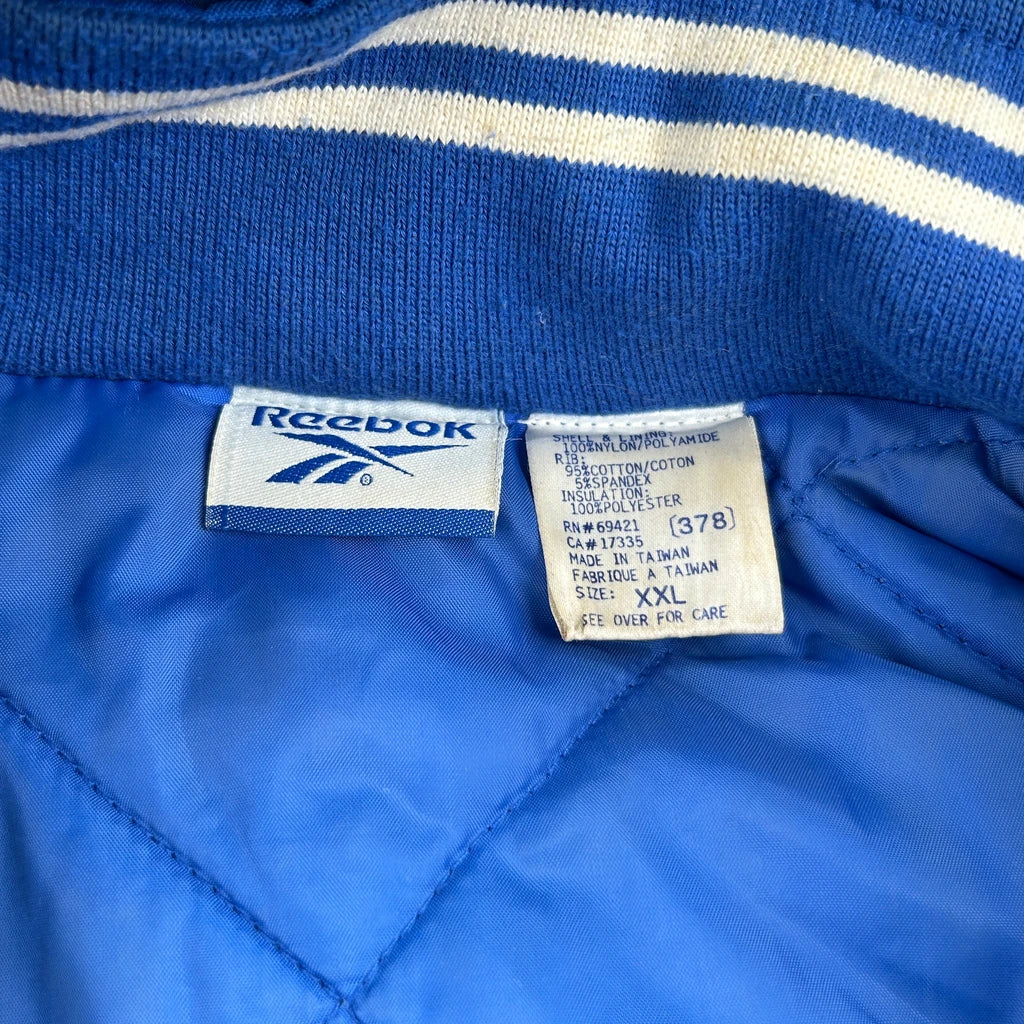 Reebok
®
SHELL & LINING:
100%NYLON/POLYAMIDE
RIB:
95%COTTON/COTON
5%SPANDEX
INSULATION:
100%POLYESTER
RN#69421 [378]
CA#17335
MADE IN TAIWAN
FABRIQUE A TAIWAN
SIZE: XXL
SEE OVER FOR CARE